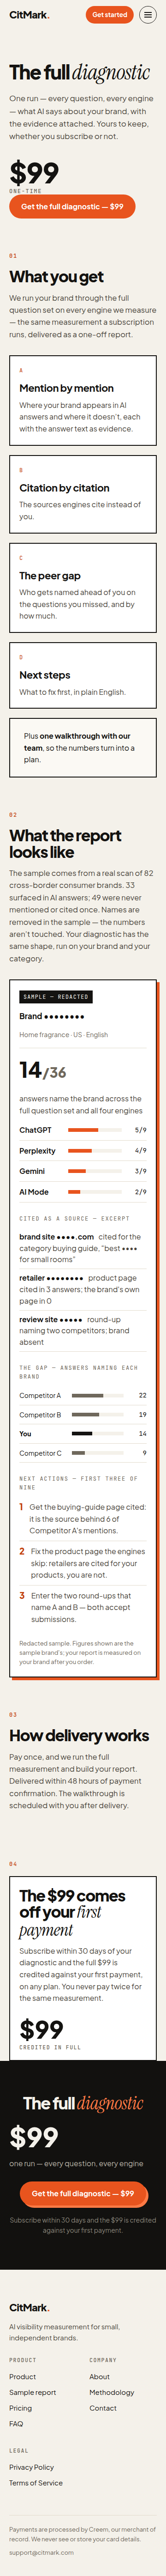 CitMark.
Get started
The full diagnostic
One run — every question, every engine
— what AI says about your brand, with
the evidence attached. Yours to keep,
whether you subscribe or not.
$99
ONE-TIME
Get the full diagnostic — $99
01
What you get
We run your brand through the full
question set on every engine we measure
— the same measurement a subscription
runs, delivered as a one-off report.
A
Mention by mention
Where your brand appears in AI
answers and where it doesn't, each
with the answer text as evidence.
B
Citation by citation
The sources engines cite instead of
you.
C
The peer gap
Who gets named ahead of you on
the questions you missed, and by
how much.
D
Next steps
What to fix first, in plain English.
Plus one walkthrough with our
team, so the numbers turn into a
plan.
02
What the report
looks like
The sample comes from a real scan of 82
cross-border consumer brands. 33
surfaced in AI answers; 49 were never
mentioned or cited once. Names are
removed in the sample — the numbers
aren't touched. Your diagnostic has the
same shape, run on your brand and your
category.
SAMPLE — REDACTED
Brand ●●●●●●●●
Home fragrance · US · English
14/36
answers name the brand across the
full question set and all four engines
ChatGPT 5/9
Perplexity 4/9
Gemini 3/9
AI Mode 2/9
CITED AS A SOURCE — EXCERPT
brand site ●●●●.com cited for the
category buying guide, "best ●●●●
for small rooms"
retailer ●●●●●●●● product page
cited in 3 answers; the brand's own
page in 0
review site ●●●●● round-up
naming two competitors; brand
absent
THE GAP — ANSWERS NAMING EACH
BRAND
Competitor A 22
Competitor B 19
You 14
Competitor C 9
NEXT ACTIONS — FIRST THREE OF
NINE
1 Get the buying-guide page cited:
it is the source behind 6 of
Competitor A's mentions.
2 Fix the product page the engines
skip: retailers are cited for your
products, you are not.
3 Enter the two round-ups that
name A and B — both accept
submissions.
Redacted sample. Figures shown are the
sample brand's; your report is measured on
your brand after you order.
03
How delivery works
Pay once, and we run the full
measurement and build your report.
Delivered within 48 hours of payment
confirmation. The walkthrough is
scheduled with you after delivery.
04
The $99 comes
off your first
payment
Subscribe within 30 days of your
diagnostic and the full $99 is
credited against your first payment,
on any plan. You never pay twice for
the same measurement.
$99
CREDITED IN FULL
The full diagnostic
$99
one run — every question, every engine
Get the full diagnostic — $99
Subscribe within 30 days and the $99 is credited
against your first payment.
CitMark.
AI visibility measurement for small,
independent brands.
PRODUCT
Product
Sample report
Pricing
FAQ
COMPANY
About
Methodology
Contact
LEGAL
Privacy Policy
Terms of Service
Payments are processed by Creem, our merchant of
record. We never see or store your card details.
support@citmark.com